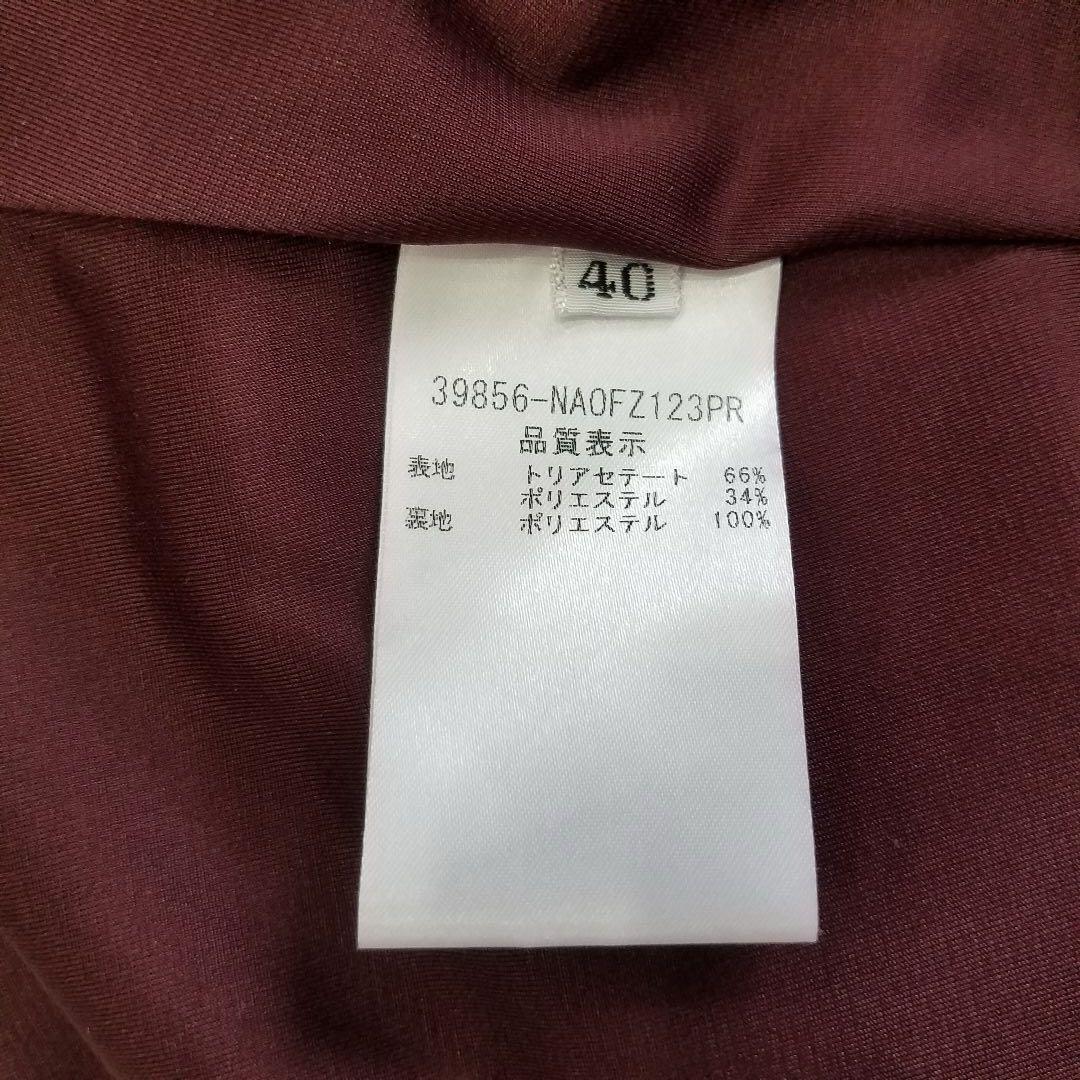 40
39856-NAOFZ123PR
品質表示
表地 トリアセテート 66%
ポリエステル 34%
裏地 ポリエステル 100%